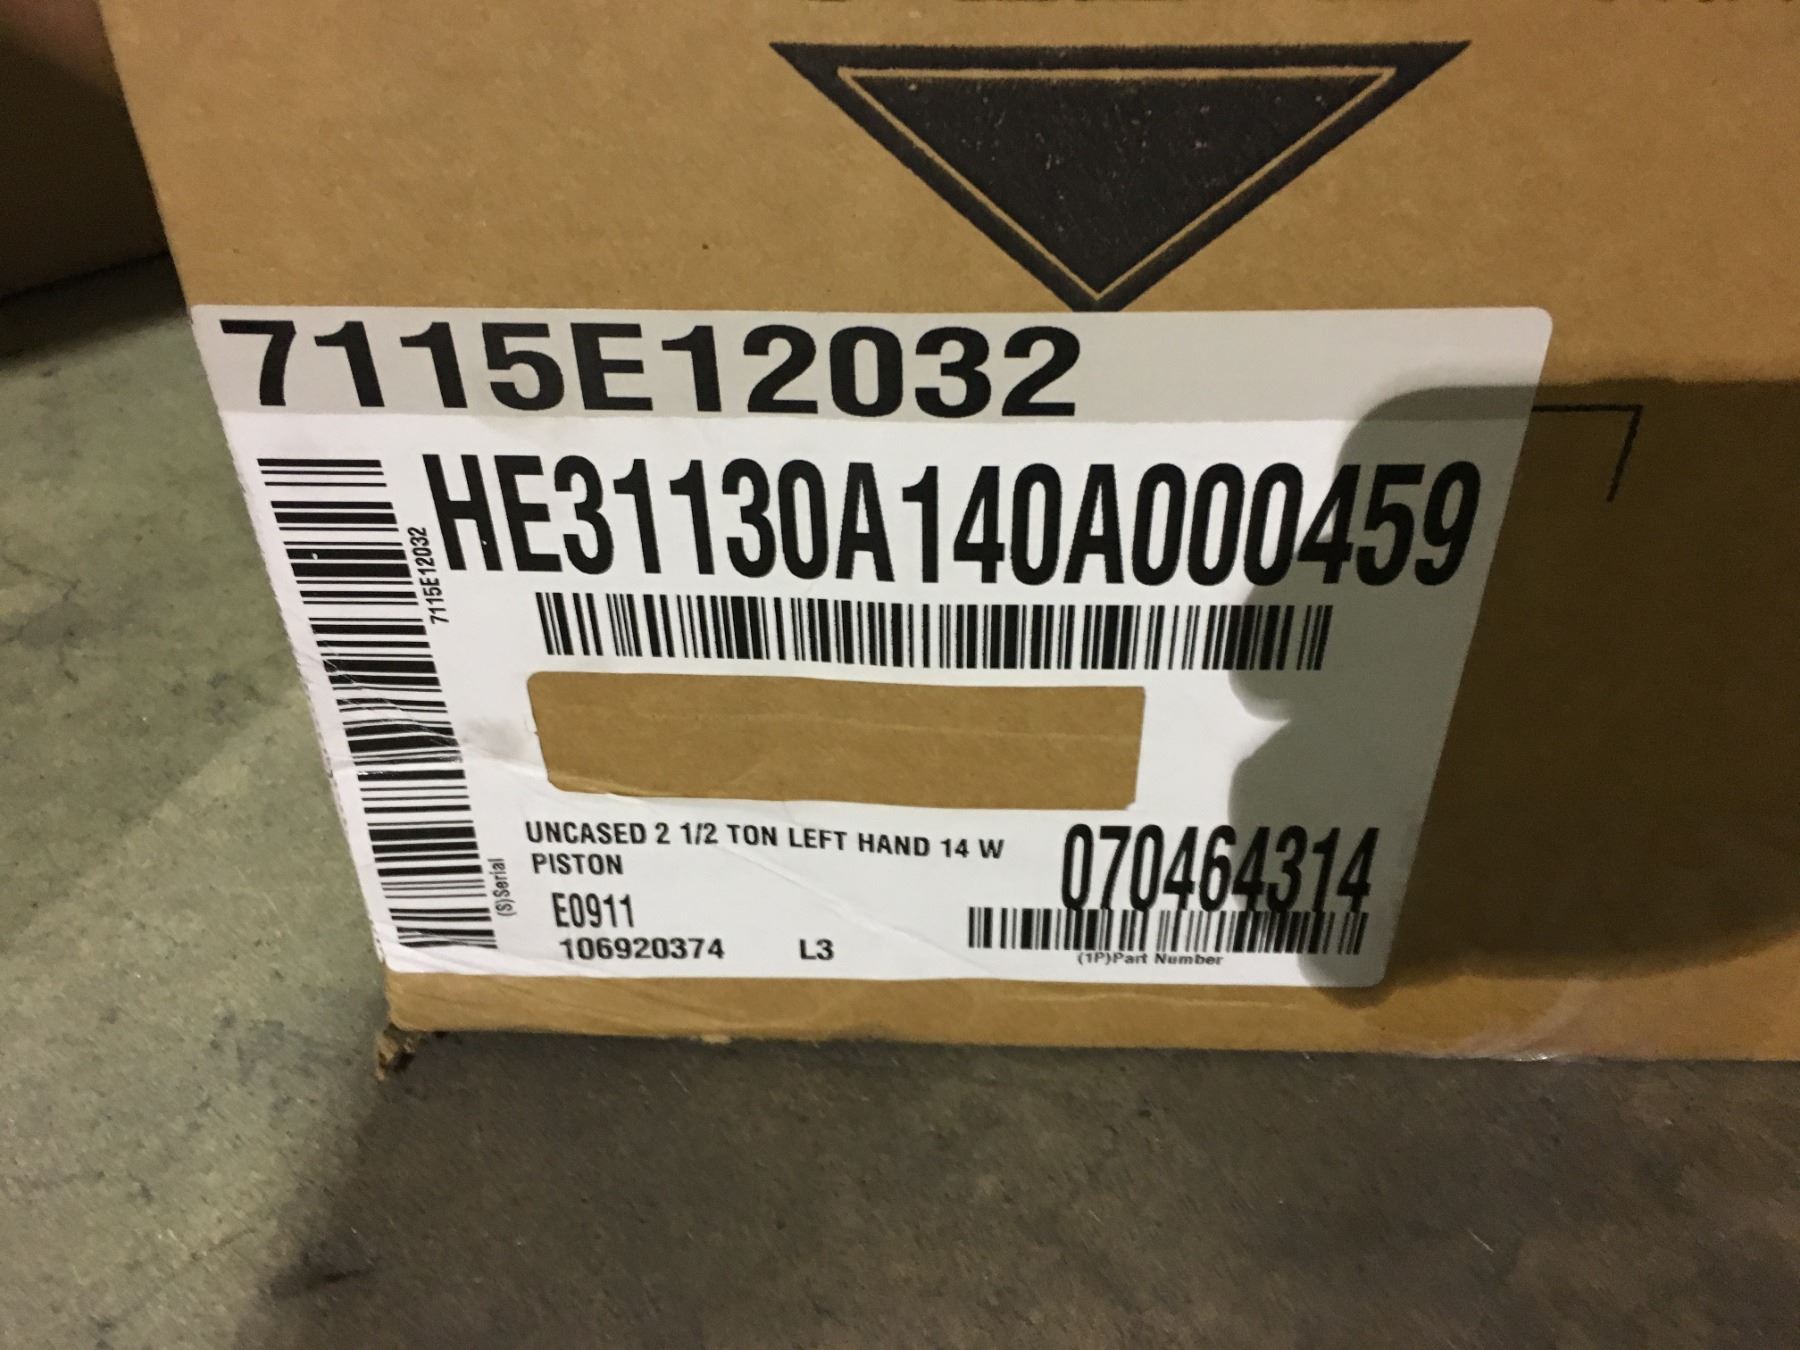 7115E12032
HE31130A140A000459
7115E12032
UNCASED 2 1/2 TON LEFT HAND 14 W
PISTON
070464314
(S)Serial
E0911
106920374 L3
(1P)Part Number